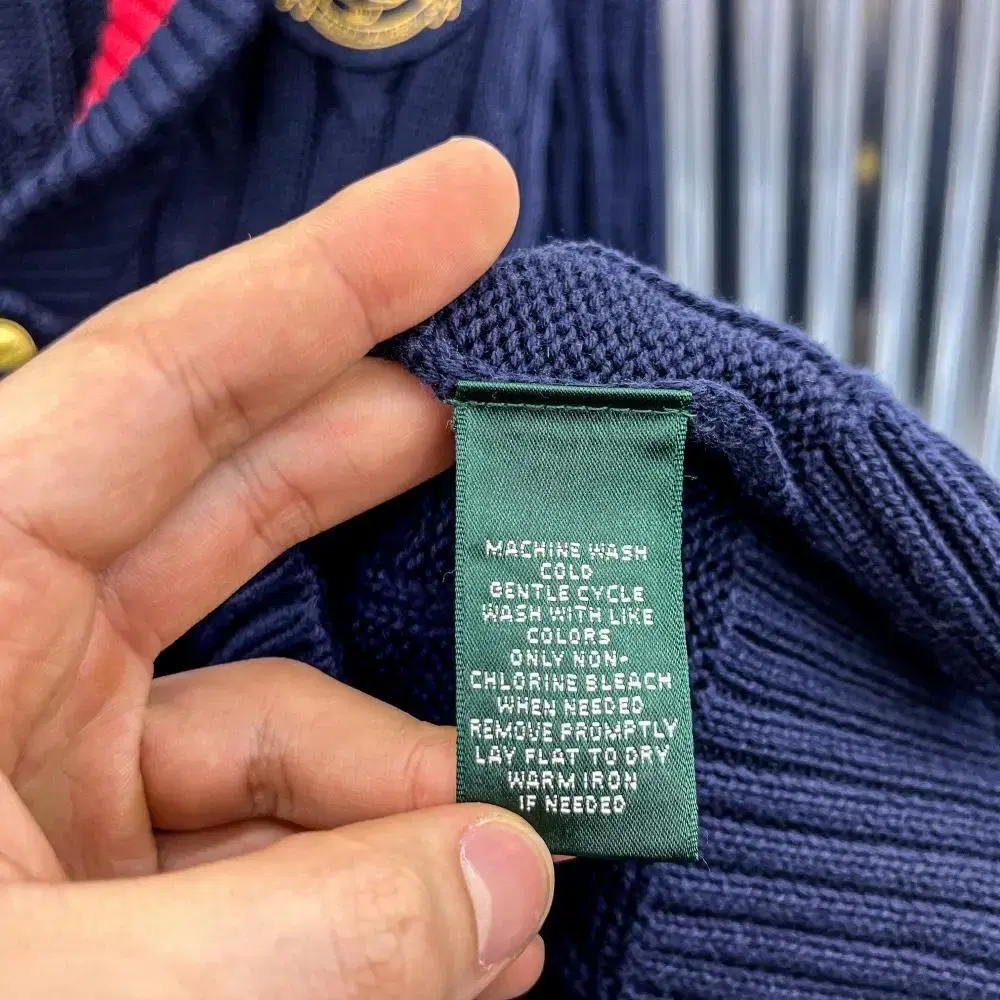 MACHINE WASH
COLD
GENTLE CYCLE
WASH WITH LIKE
COLORS
ONLY NON-
CHLORINE BLEACH
WHEN NEEDED
REMOVE PROMPTLY
LAY FLAT TO DRY
WARM IRON
IF NEEDED